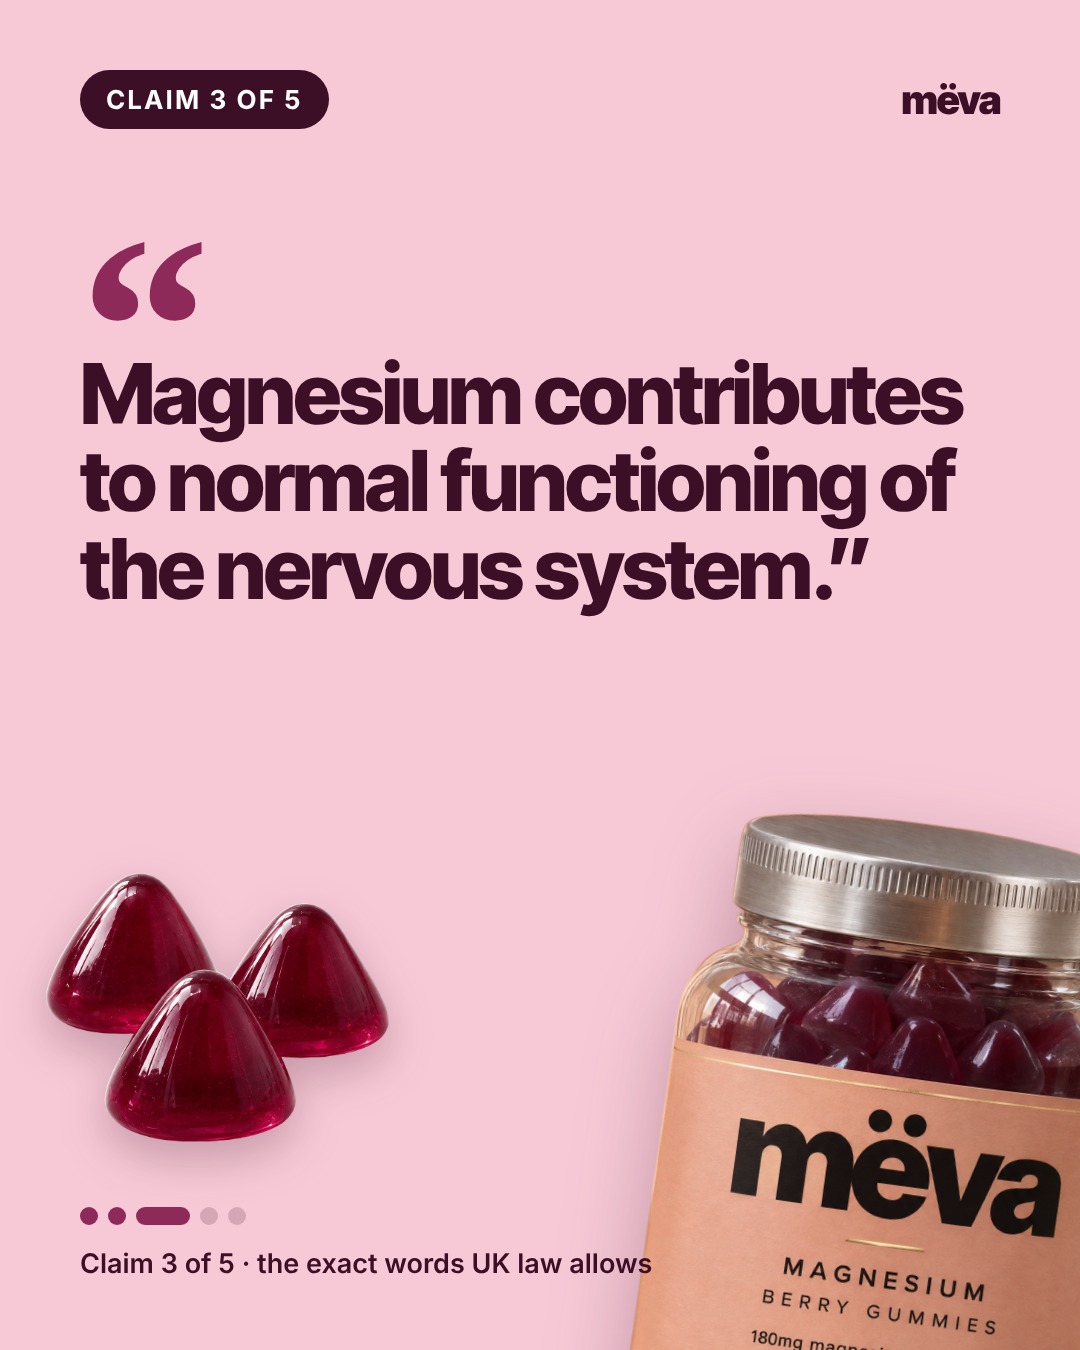 CLAIM 3 OF 5
mëva
“
Magnesium contributes
to normal functioning of
the nervous system.”
mëva
MAGNESIUM
BERRY GUMMIES
180mg
Claim 3 of 5 · the exact words UK law allows